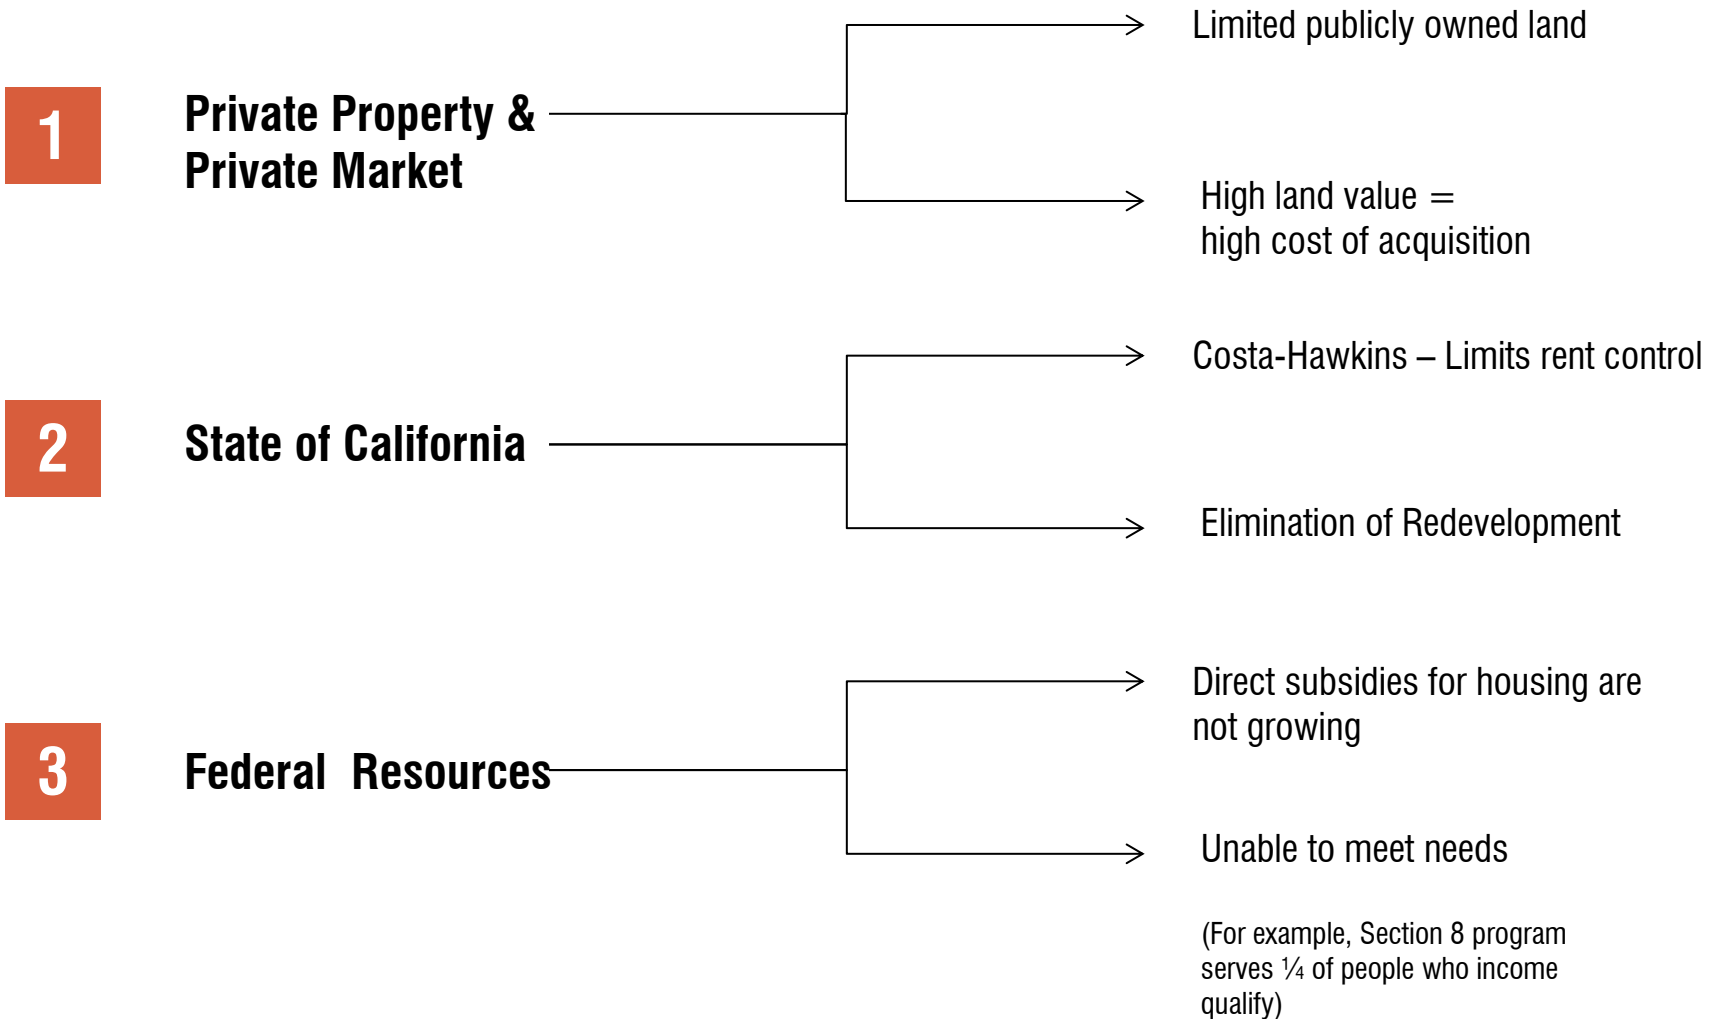 1
Private Property &
Private Market
Limited publicly owned land
High land value =
high cost of acquisition
2
State of California
Costa-Hawkins – Limits rent control
Elimination of Redevelopment
3
Federal Resources
Direct subsidies for housing are
not growing
Unable to meet needs
(For example, Section 8 program
serves ¼ of people who income
qualify)